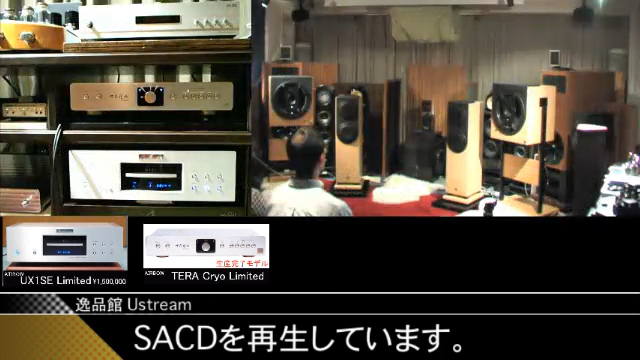 AIRBOW
UX1SE Limited ¥1,500,000
生産完了モデル
AIRBOW
TERA Cryo Limited
逸品館 Ustream
SACDを再生しています。